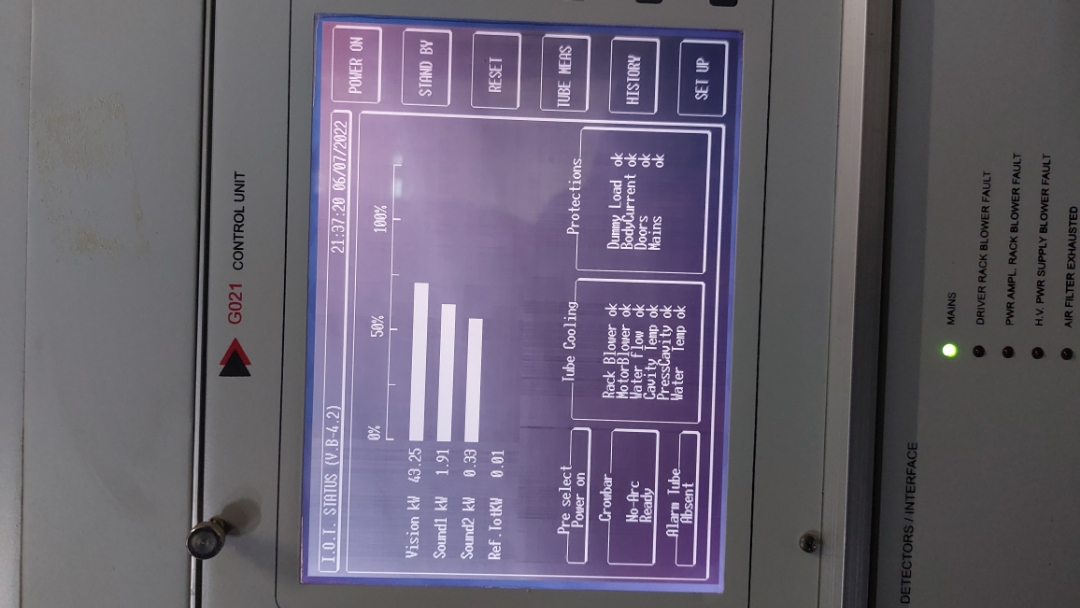 G021 CONTROL UNIT
I.O.T. STATUS (V.B-4.2) 21:37:20 06/07/2022
POWER ON
STAND BY
RESET
TUBE MEAS
HISTORY
SET UP
0% 50% 100%
Vision kW 43.25
Sound1 kW 1.91
Sound2 kW 0.33
Ref.TotKW 0.01
Pre select
Power on
Crowbar
No-Arc
Ready
Alarm Tube
Absent
Tube Cooling
Rack Blower ok
MotorBlower ok
Water flow ok
Cavity Temp ok
PressCavity ok
Water Temp ok
Protections
Dummy Load ok
BodyCurrent ok
Doors ok
Mains ok
DETECTORS / INTERFACE
MAINS
DRIVER RACK BLOWER FAULT
PWR AMPL. RACK BLOWER FAULT
H.V. PWR SUPPLY BLOWER FAULT
AIR FILTER EXHAUSTED